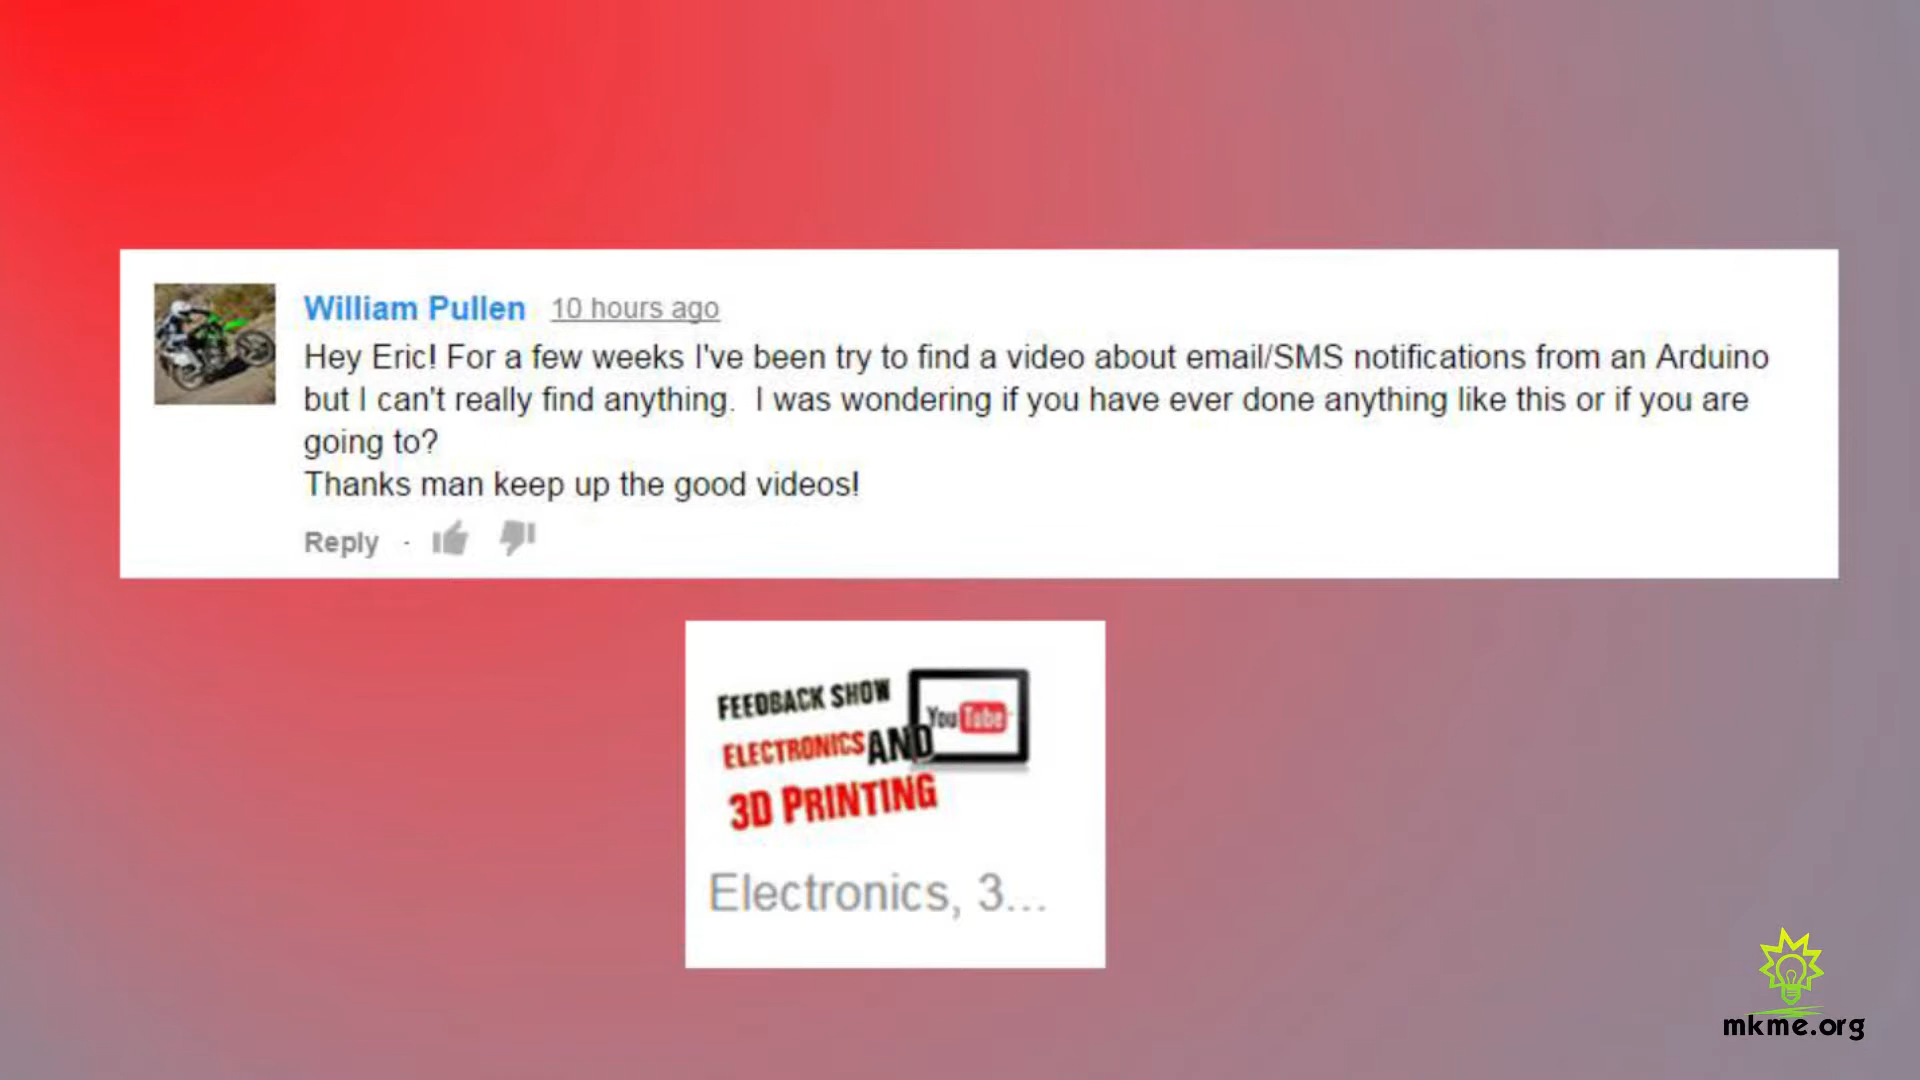 William Pullen 10 hours ago
Hey Eric! For a few weeks I've been try to find a video about email/SMS notifications from an Arduino
but I can't really find anything.  I was wondering if you have ever done anything like this or if you are
going to?
Thanks man keep up the good videos!
Reply ·
FEEDBACK SHOW
YouTube
ELECTRONICS AND
3D PRINTING
Electronics, 3...
mkme.org